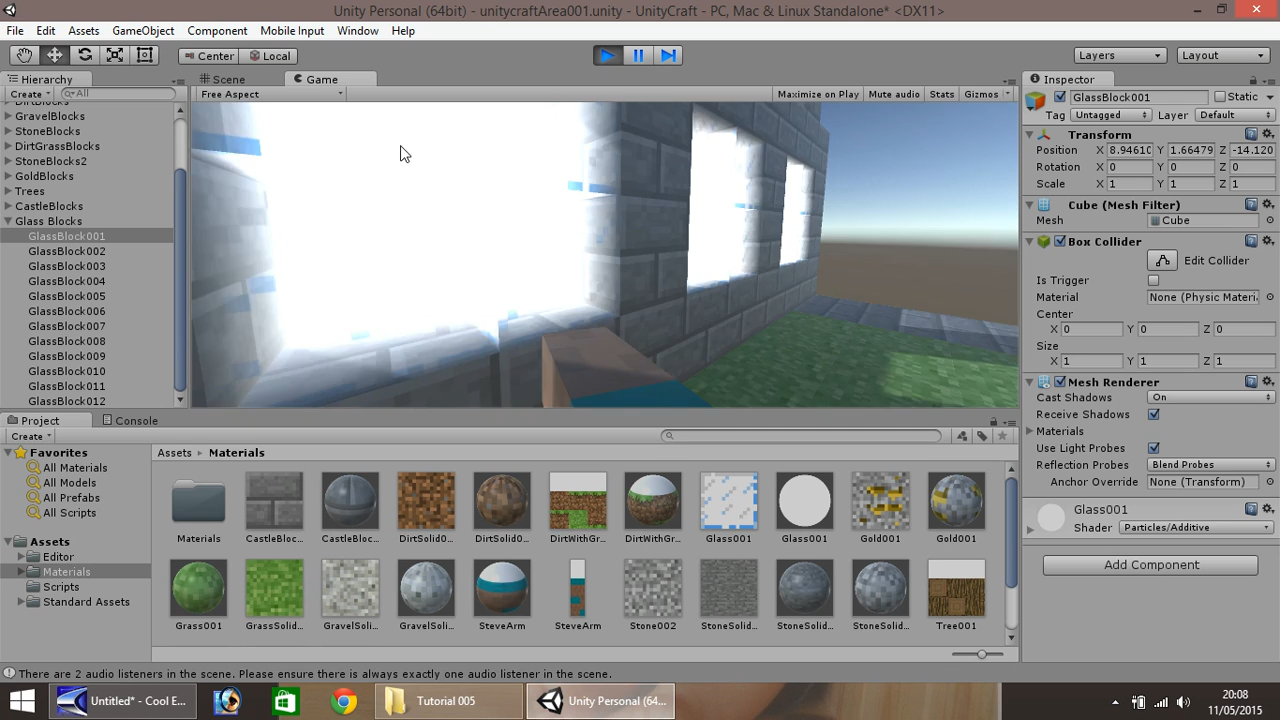 Unity Personal (64bit) - unitycraftArea001.unity - UnityCraft - PC, Mac & Linux Standalone* <DX11>
File Edit Assets GameObject Component Mobile Input Window Help
Center Local Layers Layout
Hierarchy
Create All
DirtBlocks
GravelBlocks
StoneBlocks
DirtGrassBlocks
StoneBlocks2
GoldBlocks
Trees
CastleBlocks
Glass Blocks
GlassBlock001
GlassBlock002
GlassBlock003
GlassBlock004
GlassBlock005
GlassBlock006
GlassBlock007
GlassBlock008
GlassBlock009
GlassBlock010
GlassBlock011
GlassBlock012
Scene Game
Free Aspect Maximize on Play Mute audio Stats Gizmos
Inspector
GlassBlock001 Static
Tag Untagged Layer Default
Transform
Position X 8.94610 Y 1.66479 Z -14.120
Rotation X 0 Y 0 Z 0
Scale X 1 Y 1 Z 1
Cube (Mesh Filter)
Mesh Cube
Box Collider
Edit Collider
Is Trigger
Material None (Physic Materi
Center
X 0 Y 0 Z 0
Size
X 1 Y 1 Z 1
Mesh Renderer
Cast Shadows On
Receive Shadows
Materials
Use Light Probes
Reflection Probes Blend Probes
Anchor Override None (Transform)
Glass001
Shader Particles/Additive
Add Component
Project Console
Create
Favorites
All Materials
All Models
All Prefabs
All Scripts
Assets
Editor
Materials
Scripts
Standard Assets
Assets Materials
Materials CastleBloc... CastleBloc... DirtSolid0... DirtSolid0... DirtWithGr... DirtWithGr... Glass001 Glass001 Gold001 Gold001
Grass001 GrassSolid... GravelSoli... GravelSoli... SteveArm SteveArm Stone002 StoneSolid... StoneSolid... StoneSolid... Tree001
There are 2 audio listeners in the scene. Please ensure there is always exactly one audio listener in the scene.
Untitled* - Cool E... Tutorial 005 Unity Personal (64... 20:08
11/05/2015